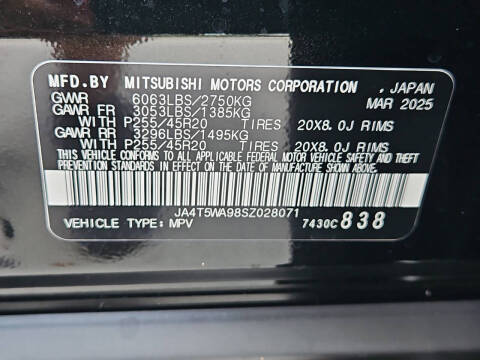 MFD.BY MITSUBISHI MOTORS CORPORATION , JAPAN
GVWR 6063LBS/2750KG MAR 2025
GAWR FR 3053LBS/1385KG
WITH P255/45R20 TIRES 20X8.0J RIMS
GAWR RR 3296LBS/1495KG
WITH P255/45R20 TIRES 20X8.0J RIMS
THIS VEHICLE CONFORMS TO ALL APPLICABLE FEDERAL MOTOR VEHICLE SAFETY AND THEFT
PREVENTION STANDARDS IN EFFECT ON THE DATE OF MANUFACTURE SHOWN ABOVE.
JA4T5WA98SZ028071
VEHICLE TYPE: MPV 7430C 838